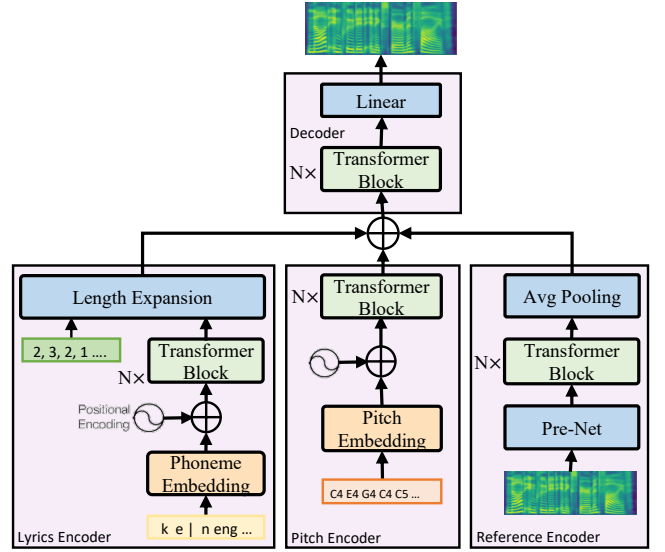 Linear
Decoder
N×
Transformer
Block
Length Expansion
2, 3, 2, 1 ....
N×
Transformer
Block
Positional
Encoding
Phoneme
Embedding
k e | n eng ...
Lyrics Encoder
N×
Transformer
Block
Pitch
Embedding
C4 E4 G4 C4 C5 ...
Pitch Encoder
Avg Pooling
N×
Transformer
Block
Pre-Net
Reference Encoder